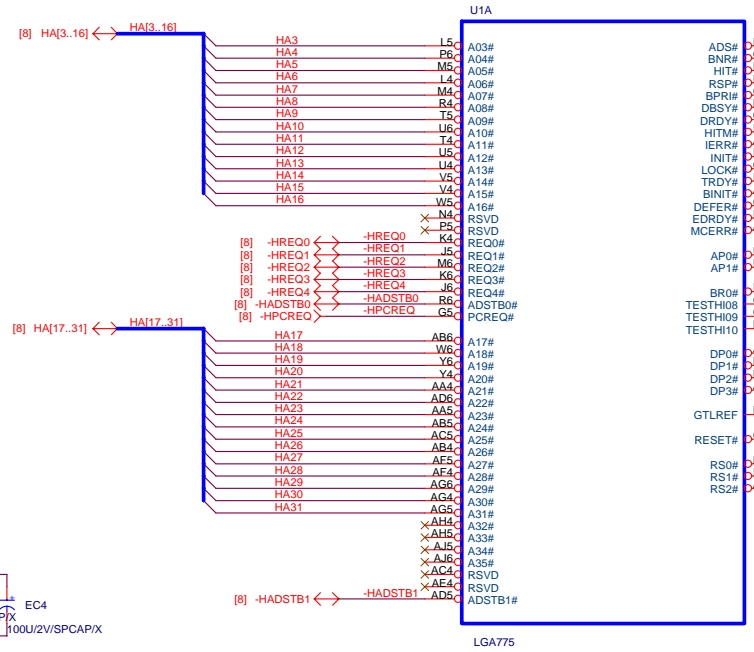 U1A
[8] HA[3..16] HA[3..16]
HA3 L5 A03# ADS#
HA4 P6 A04# BNR#
HA5 M5 A05# HIT#
HA6 L4 A06# RSP#
HA7 M4 A07# BPRI#
HA8 R4 A08# DBSY#
HA9 T5 A09# DRDY#
HA10 U6 A10# HITM#
HA11 T4 A11# IERR#
HA12 U5 A12# INIT#
HA13 U4 A13# LOCK#
HA14 V5 A14# TRDY#
HA15 V4 A15# BINIT#
HA16 W5 A16# DEFER#
N4 RSVD EDRDY#
P5 RSVD MCERR#
[8] -HREQ0 -HREQ0 K4 REQ0#
[8] -HREQ1 -HREQ1 J5 REQ1# AP0#
[8] -HREQ2 -HREQ2 M6 REQ2# AP1#
[8] -HREQ3 -HREQ3 K6 REQ3#
[8] -HREQ4 -HREQ4 J6 REQ4# BR0#
[8] -HADSTB0 -HADSTB0 R6 ADSTB0# TESTHI08
[8] -HPCREQ -HPCREQ G5 PCREQ# TESTHI09
[8] HA[17..31] HA[17..31] TESTHI10
HA17 AB6 A17#
HA18 W6 A18# DP0#
HA19 Y6 A19# DP1#
HA20 Y4 A20# DP2#
HA21 AA4 A21# DP3#
HA22 AD6 A22#
HA23 AA5 A23# GTLREF
HA24 AB5 A24#
HA25 AC5 A25# RESET#
HA26 AB4 A26#
HA27 AF5 A27# RS0#
HA28 AF4 A28# RS1#
HA29 AG6 A29# RS2#
HA30 AG4 A30#
HA31 AG5 A31#
AH4 A32#
AH5 A33#
AJ5 A34#
AJ6 A35#
AC4 RSVD
AE4 RSVD
[8] -HADSTB1 -HADSTB1 AD5 ADSTB1#
EC4
P/X
100U/2V/SPCAP/X
LGA775